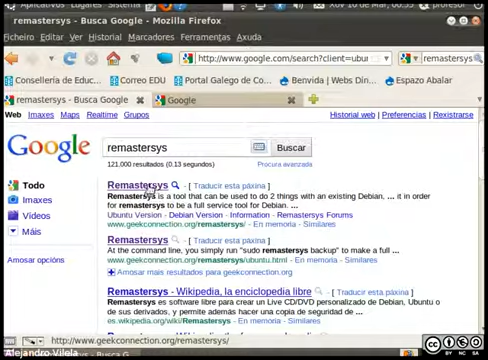 remastersys - Busca Google - Mozilla Firefox
Ficheiro Editar Ver Historial Marcadores Ferramentas Axuda
http://www.google.com/search?client=ubu
remastersys
Consellería de Educ... Correo EDU Portal Galego de Co... Benvida | Webs Din... Espazo Abalar
remastersys - Busca Google Google
Web Imaxes Maps Realtime Grupos Historial web | Preferencias | Rexistrarse
Google
remastersys Buscar
121,000 resultados (0.13 segundos) Procura avanzada
Todo
Imaxes
Vídeos
Máis
Amosar opcións
Remastersys - [ Traducir esta páxina ]
Remastersys is a tool that can be used to do 2 things with an existing Debian, ... it in order
for remastersys to be a full service tool for Debian. ...
Ubuntu Version - Debian Version - Information - Remastersys Forums
www.geekconnection.org/remastersys/ - En memoria - Similares
Remastersys - [ Traducir esta páxina ]
At the command line, you simply run "sudo remastersys backup" to make a full ...
www.geekconnection.org/remastersys/ubuntu.html - En memoria - Similares
Amosar mais resultados para geekconnection.org
Remastersys - Wikipedia, la enciclopedia libre
Remastersys es software libre para crear un Live CD/DVD personalizado de Debian, Ubuntu o
de sus derivados, y permite además hacer una copia de seguridad de ...
es.wikipedia.org/wiki/Remastersys - En memoria - Similares
http://www.geekconnection.org/remastersys/
Alejandro Vilela
CC BY NC SA